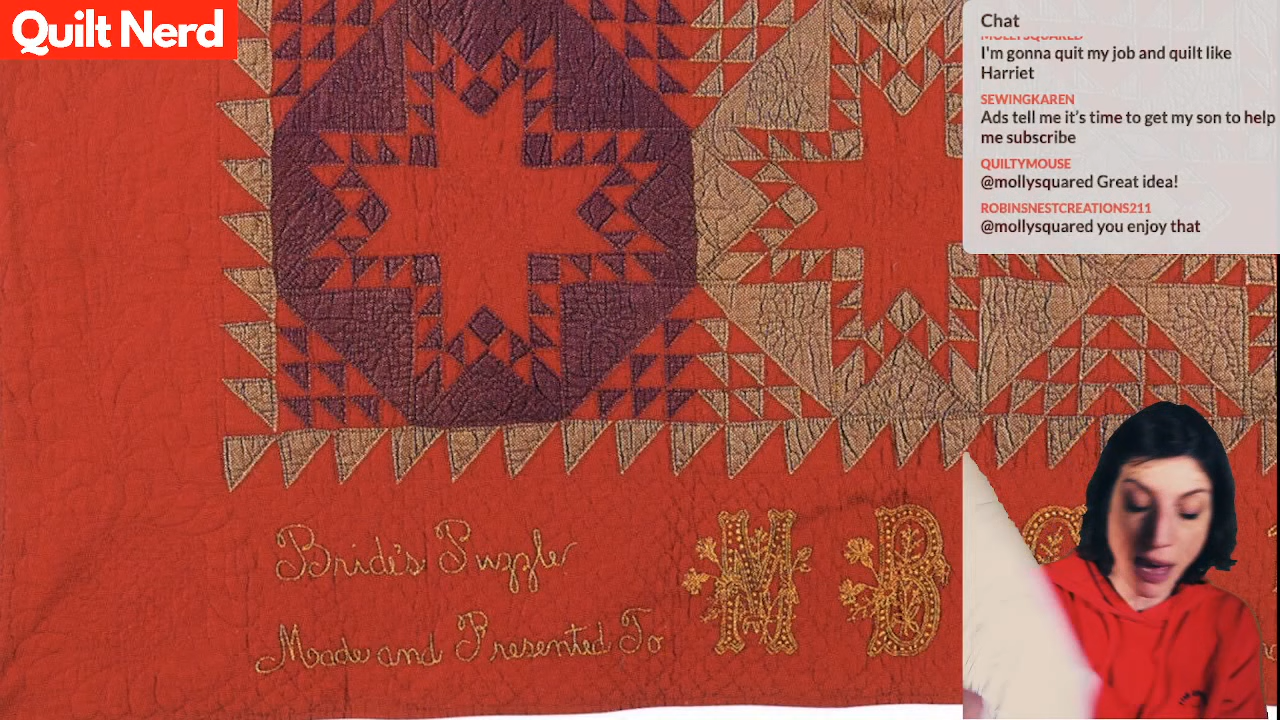 Quilt Nerd
Chat
MOLLYSQUARED
I'm gonna quit my job and quilt like
Harriet
SEWINGKAREN
Ads tell me it's time to get my son to help
me subscribe
QUILTYMOUSE
@mollysquared Great idea!
ROBINSNESTCREATIONS211
@mollysquared you enjoy that
Bride's Puzzle
Made and Presented To
M B